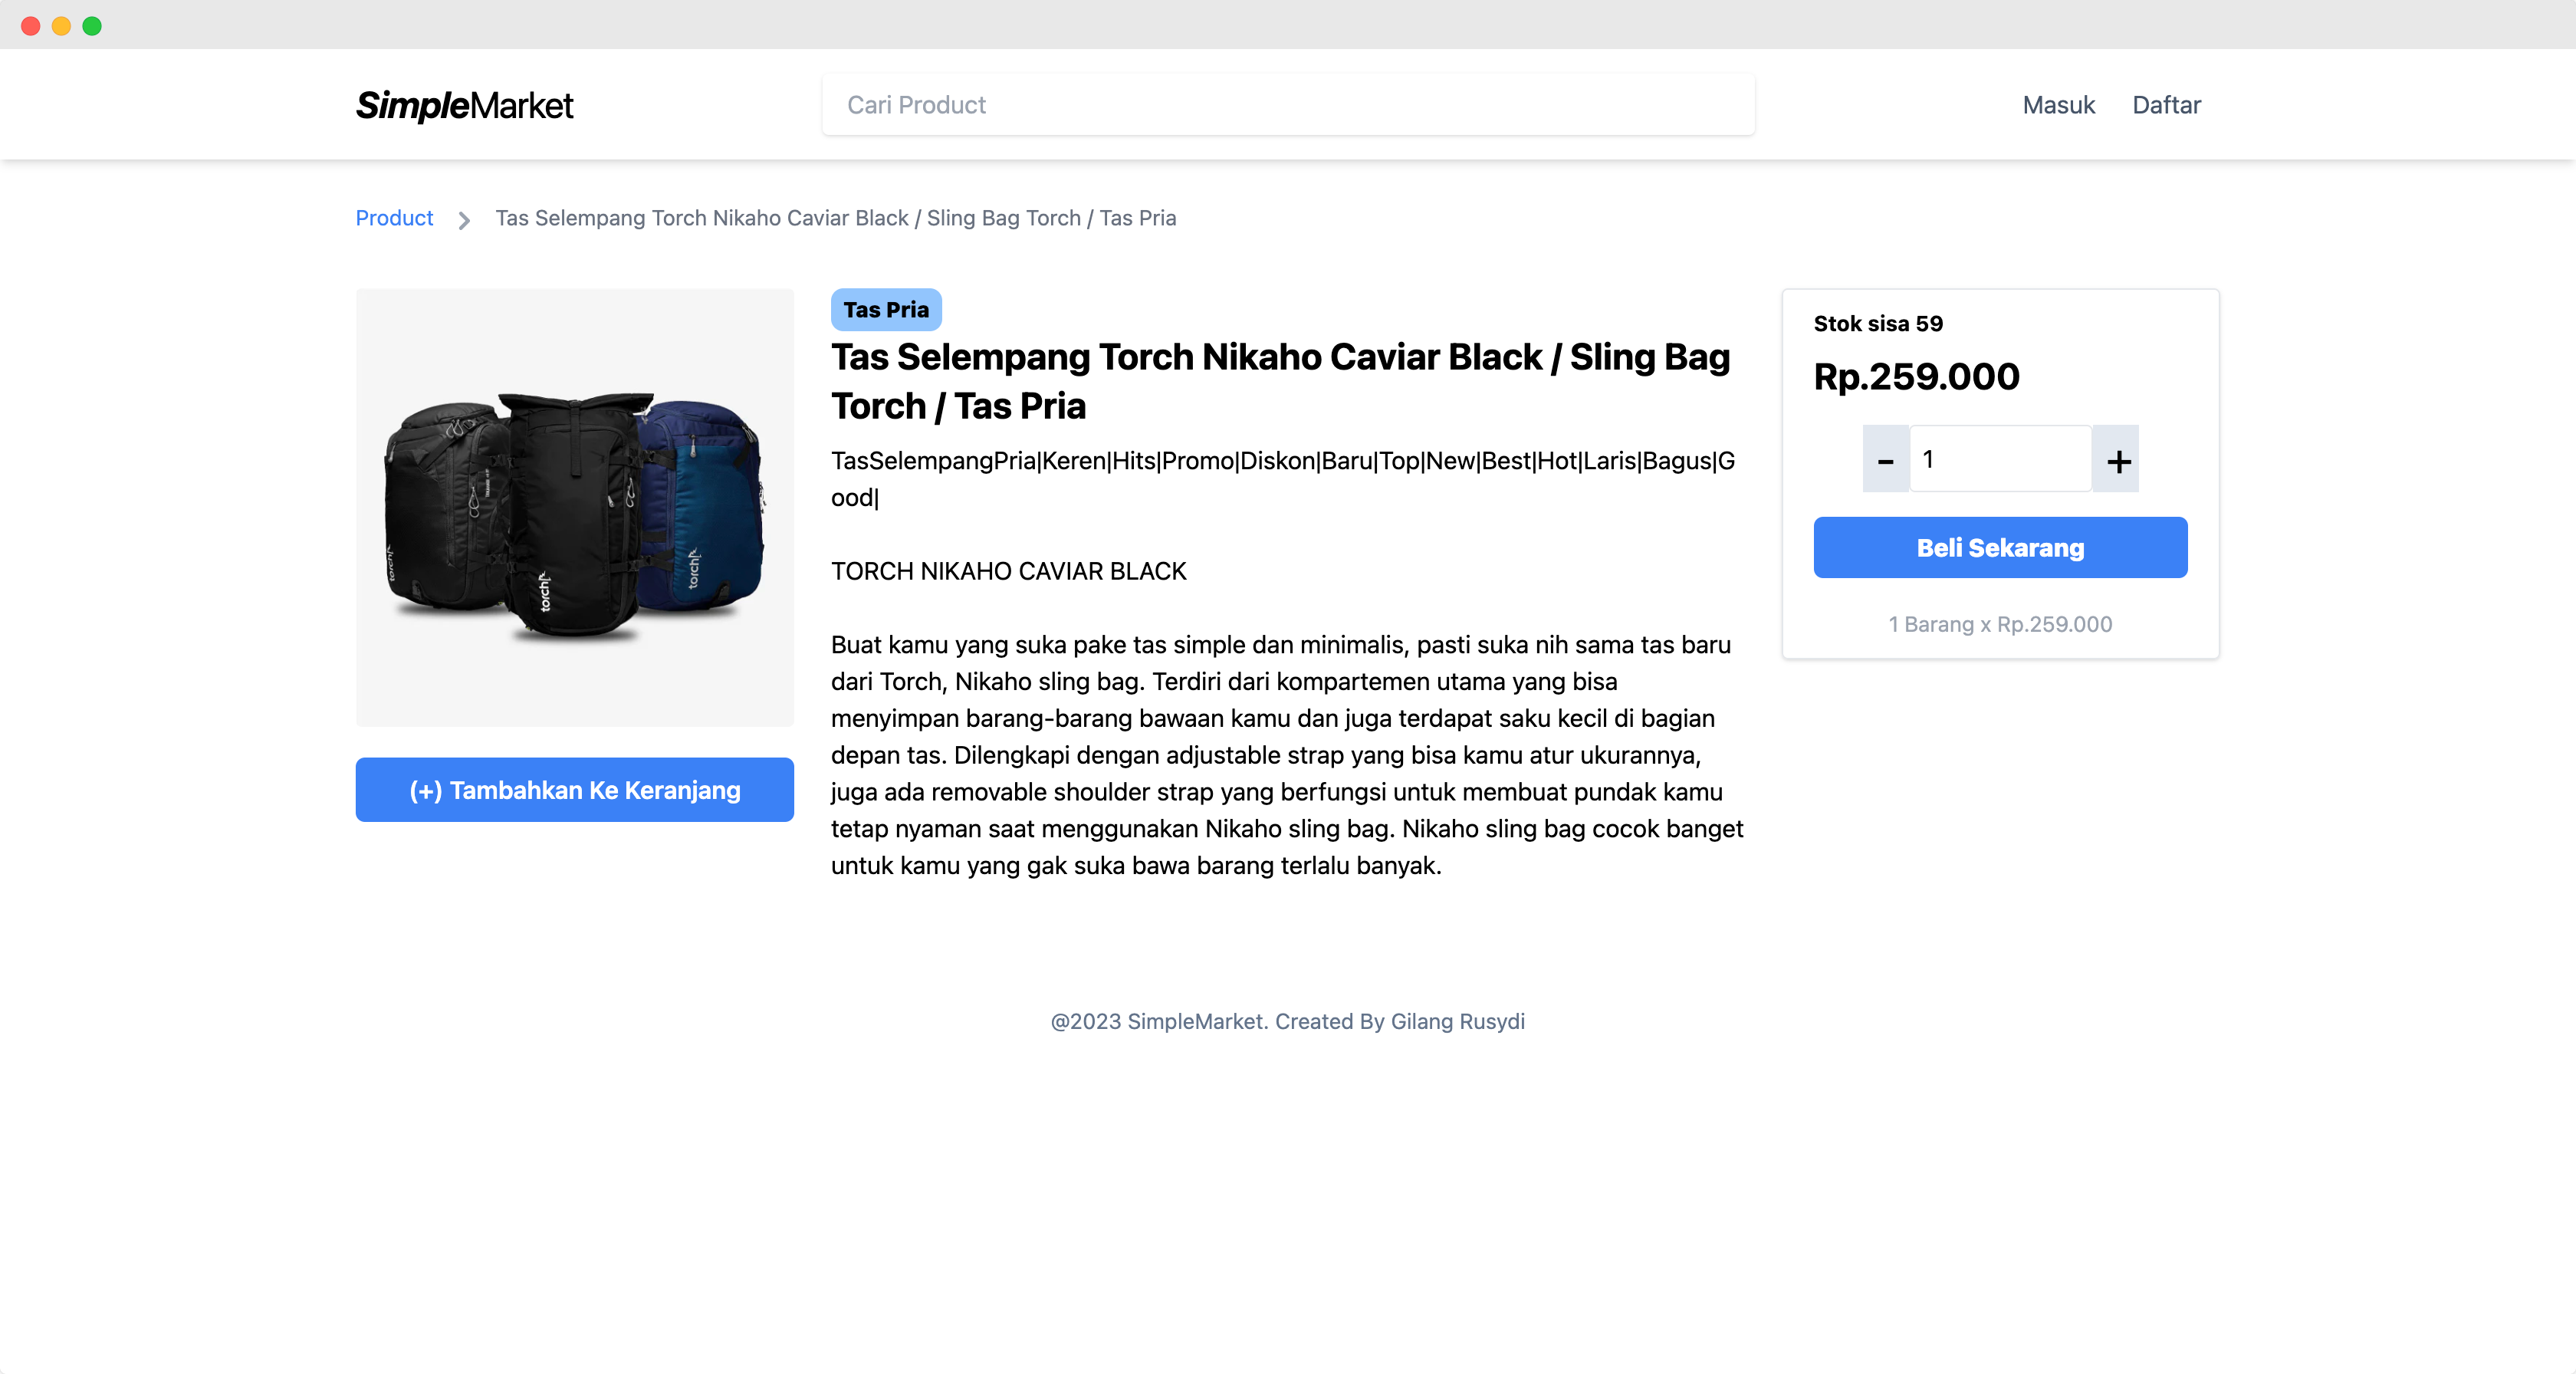 SimpleMarket
Cari Product
Masuk
Daftar
Product
Tas Selempang Torch Nikaho Caviar Black / Sling Bag Torch / Tas Pria
torch
torch
torch
(+) Tambahkan Ke Keranjang
Tas Pria
Tas Selempang Torch Nikaho Caviar Black / Sling Bag
Torch / Tas Pria
TasSelempangPria|Keren|Hits|Promo|Diskon|Baru|Top|New|Best|Hot|Laris|Bagus|G
ood|
TORCH NIKAHO CAVIAR BLACK
Buat kamu yang suka pake tas simple dan minimalis, pasti suka nih sama tas baru
dari Torch, Nikaho sling bag. Terdiri dari kompartemen utama yang bisa
menyimpan barang-barang bawaan kamu dan juga terdapat saku kecil di bagian
depan tas. Dilengkapi dengan adjustable strap yang bisa kamu atur ukurannya,
juga ada removable shoulder strap yang berfungsi untuk membuat pundak kamu
tetap nyaman saat menggunakan Nikaho sling bag. Nikaho sling bag cocok banget
untuk kamu yang gak suka bawa barang terlalu banyak.
Stok sisa 59
Rp.259.000
- 1 +
Beli Sekarang
1 Barang x Rp.259.000
@2023 SimpleMarket. Created By Gilang Rusydi